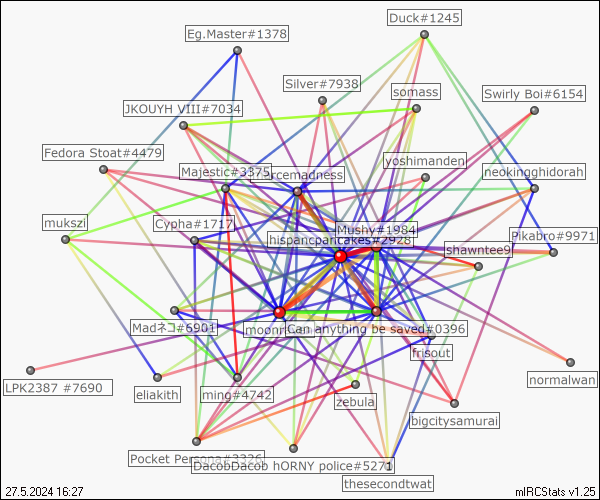 Duck#1245
Eg.Master#1378
Silver#7938
somass
Swirly Boi#6154
JKOUYH VIII#7034
Fedora Stoat#4479
yoshimanden
Majestic#3375
arcemadness
neokingghidorah
mukszi
Cypha#1717
Mushy#1984
Pikabro#9971
hispancpancakes#2928
shawntee9
Madネコ#6901
moonj
Can anything be saved#0396
frisout
LPK2387 #7690
eliakith
ming#4742
zebula
normalwan
bigcitysamurai
Pocket Persona#3326
DacobDacob hORNY police#5271
thesecondtwat
27.5.2024 16:27
mIRCStats v1.25